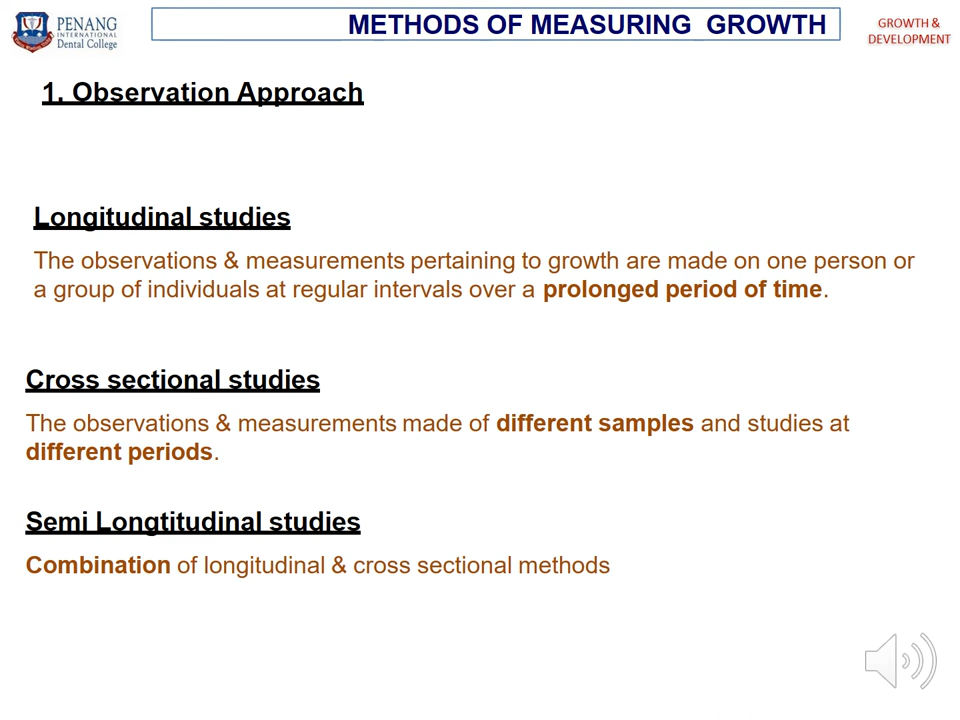 PENANG
INTERNATIONAL
Dental College
METHODS OF MEASURING GROWTH
GROWTH &
DEVELOPMENT
1. Observation Approach
Longitudinal studies
The observations & measurements pertaining to growth are made on one person or
a group of individuals at regular intervals over a prolonged period of time.
Cross sectional studies
The observations & measurements made of different samples and studies at
different periods.
Semi Longtitudinal studies
Combination of longitudinal & cross sectional methods